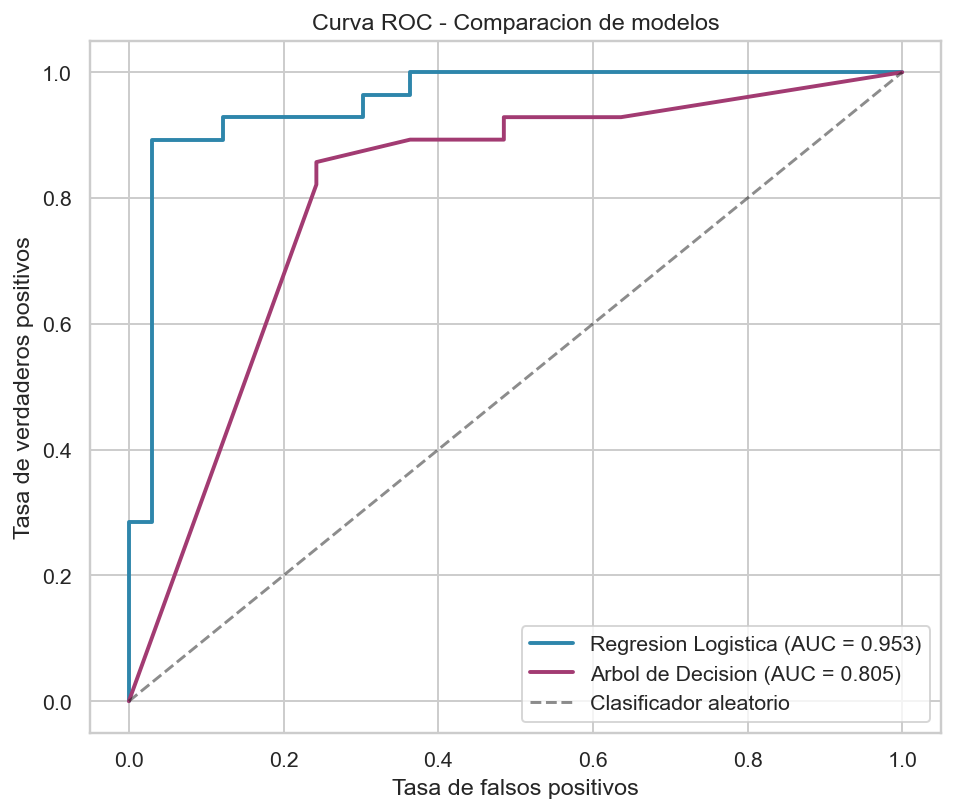 Curva ROC - Comparacion de modelos
1.0
0.8
0.6
0.4
0.2
0.0
Tasa de verdaderos positivos
Regresion Logistica (AUC = 0.953)
Arbol de Decision (AUC = 0.805)
Clasificador aleatorio
0.0 0.2 0.4 0.6 0.8 1.0
Tasa de falsos positivos